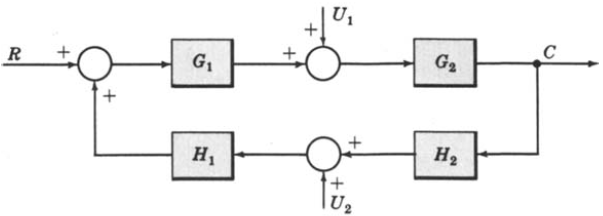 U₁
R + G₁ + + G₂ C
+
H₁ + H₂
+
U₂